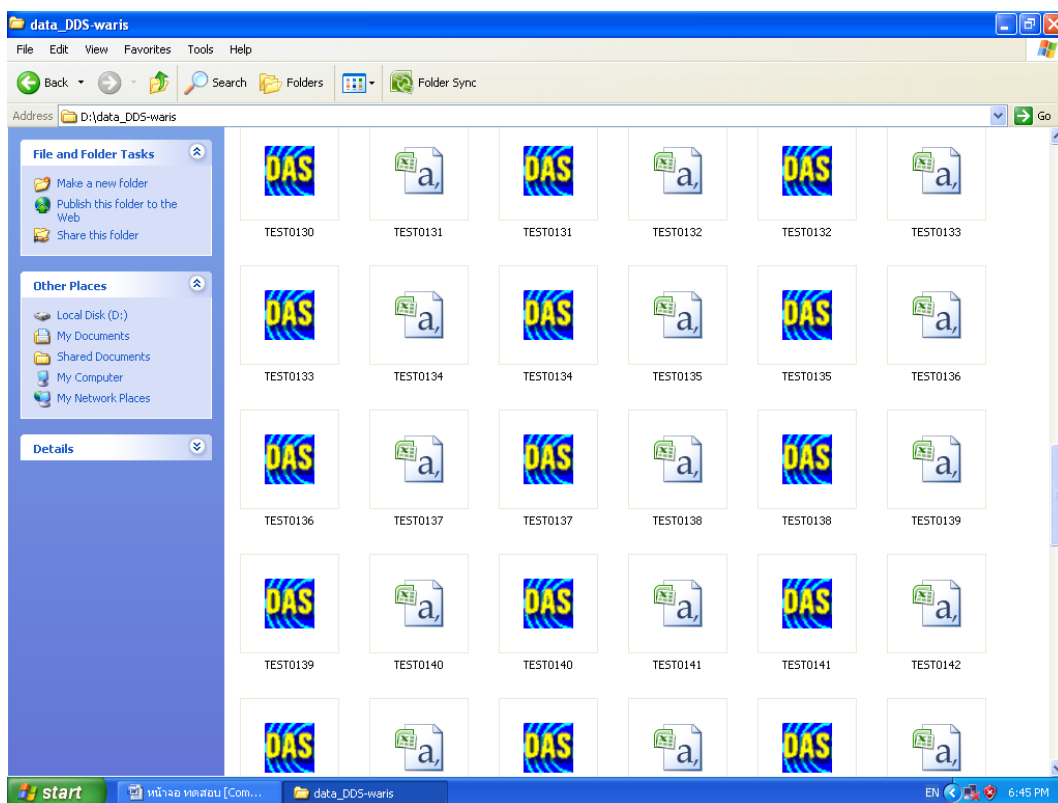 data_DDS-waris
File Edit View Favorites Tools Help
Back Search Folders Folder Sync
Address D:\data_DDS-waris Go
File and Folder Tasks
Make a new folder
Publish this folder to the
Web
Share this folder
Other Places
Local Disk (D:)
My Documents
Shared Documents
My Computer
My Network Places
Details
DAS a, DAS a, DAS a,
TEST0130 TEST0131 TEST0131 TEST0132 TEST0132 TEST0133
DAS a, DAS a, DAS a,
TEST0133 TEST0134 TEST0134 TEST0135 TEST0135 TEST0136
DAS a, DAS a, DAS a,
TEST0136 TEST0137 TEST0137 TEST0138 TEST0138 TEST0139
DAS a, DAS a, DAS a,
TEST0139 TEST0140 TEST0140 TEST0141 TEST0141 TEST0142
DAS a, DAS a, DAS a,
start หน้าจอ ทดสอบ [Com... data_DDS-waris EN 6:45 PM